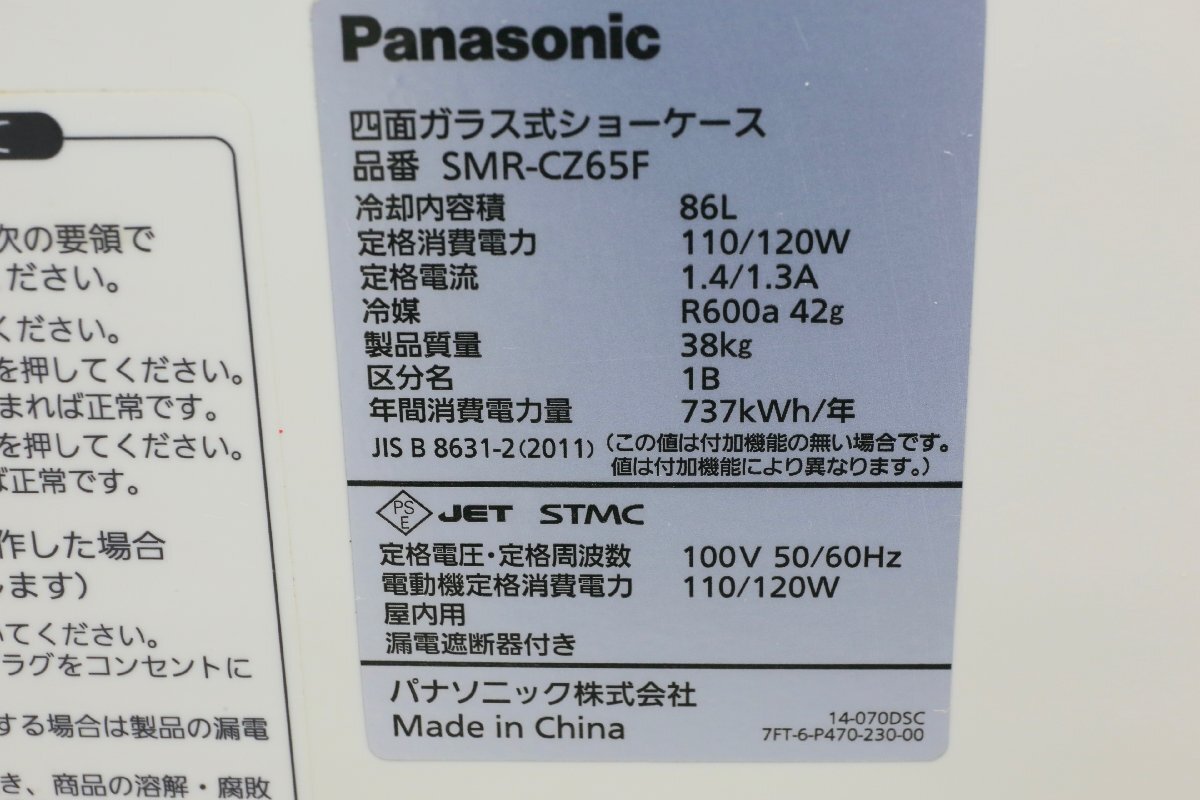 Panasonic
四面ガラス式ショーケース
品番 SMR-CZ65F
冷却内容積 86L
定格消費電力 110/120W
定格電流 1.4/1.3A
冷媒 R600a 42g
製品質量 38kg
区分名 1B
年間消費電力量 737kWh/年
JIS B 8631-2(2011) (この値は付加機能の無い場合です。
値は付加機能により異なります。)
PS
E
JET STMC
定格電圧・定格周波数 100V 50/60Hz
電動機定格消費電力 110/120W
屋内用
漏電遮断器付き
パナソニック株式会社
Made in China
14-070DSC
7FT-6-P470-230-00
て
次の要領で
ください。
ください。
を押してください。
まれば正常です。
を押してください。
ば正常です。
作した場合
します)
いてください。
ラグをコンセントに
する場合は製品の漏電
き、商品の溶解・腐敗